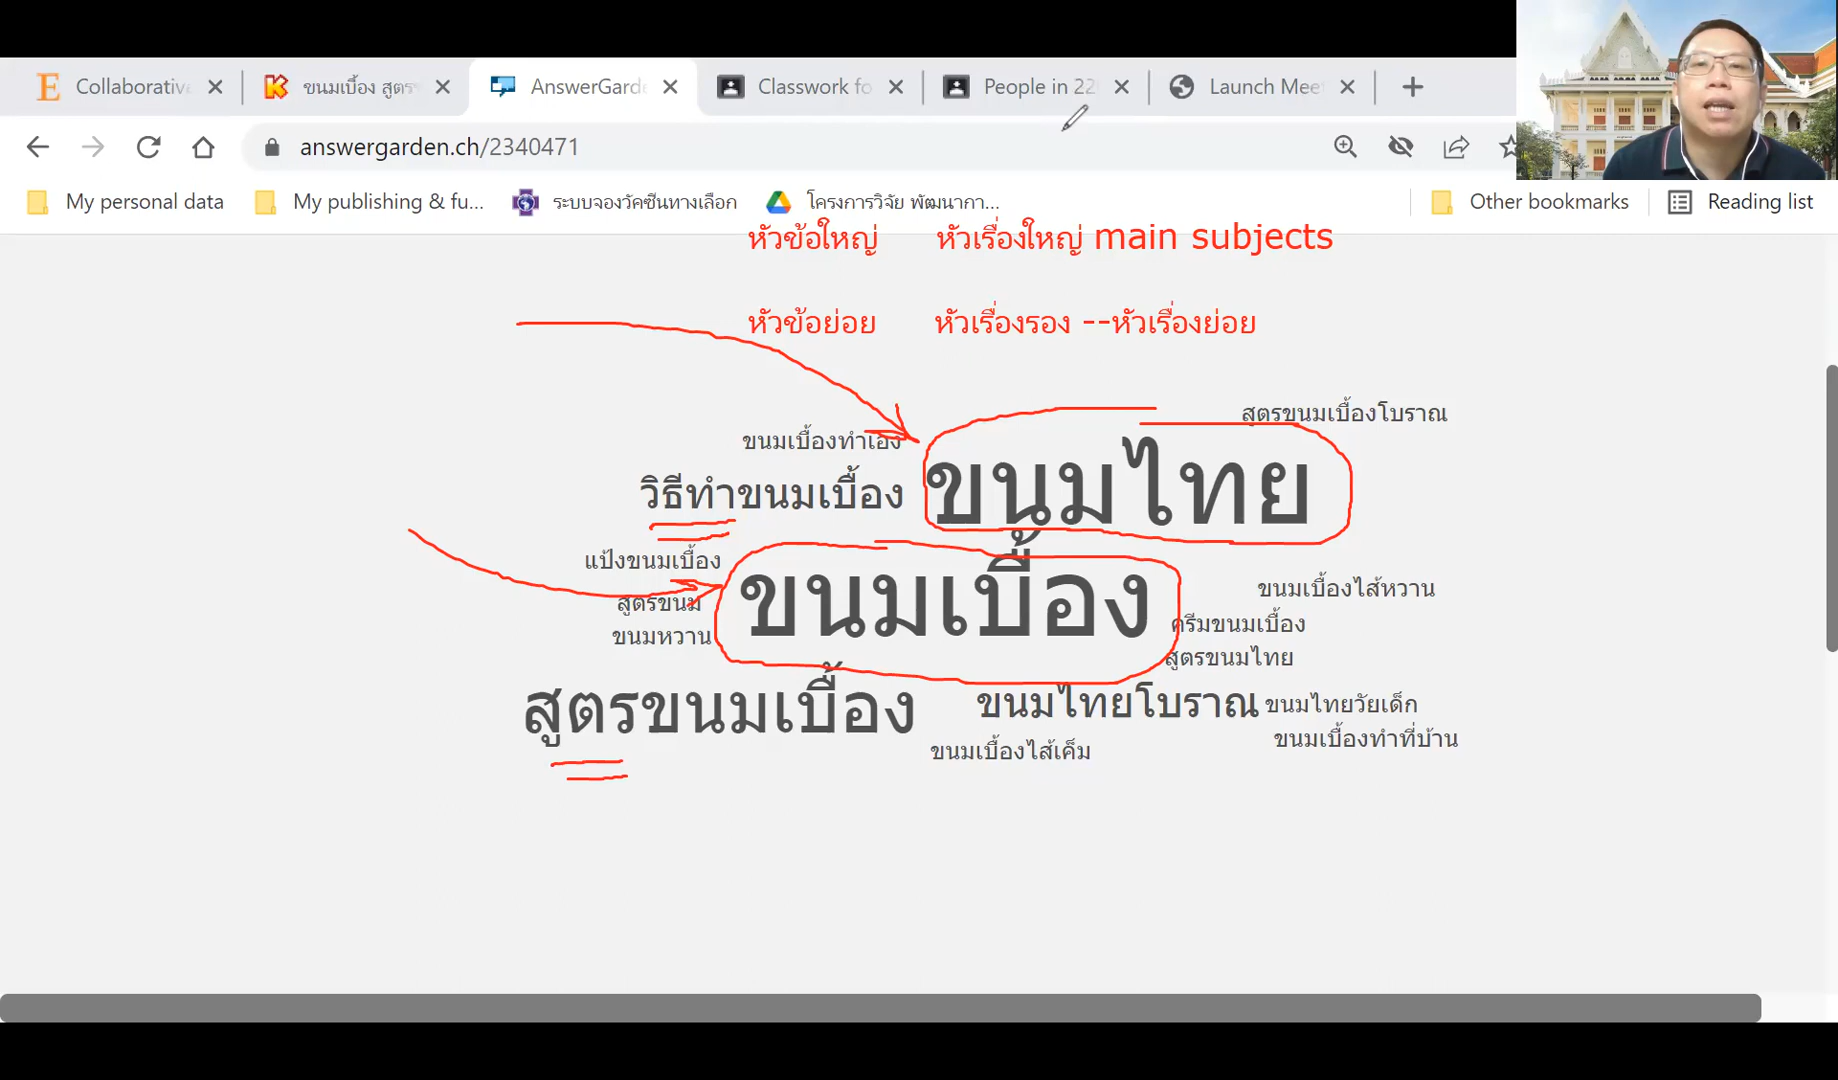 Collaborative
ขนมเบื้อง สูตร
AnswerGard
Classwork fo
People in 22
Launch Mee
answergarden.ch/2340471
My personal data
My publishing & fu...
ระบบจองวัคซีนทางเลือก
โครงการวิจัย พัฒนากา...
Other bookmarks
Reading list
หัวข้อใหญ่ หัวเรื่องใหญ่ main subjects
หัวข้อย่อย หัวเรื่องรอง --หัวเรื่องย่อย
สูตรขนมเบื้องโบราณ
ขนมเบื้องทำเอง
วิธีทำขนมเบื้อง ขนมไทย
แป้งขนมเบื้อง
ขนมเบื้อง
ขนมเบื้องไส้หวาน
สูตรขนม
ครีมขนมเบื้อง
ขนมหวาน
สูตรขนมไทย
สูตรขนมเบื้อง ขนมไทยโบราณ ขนมไทยวัยเด็ก
ขนมเบื้องทำที่บ้าน
ขนมเบื้องไส้เค็ม